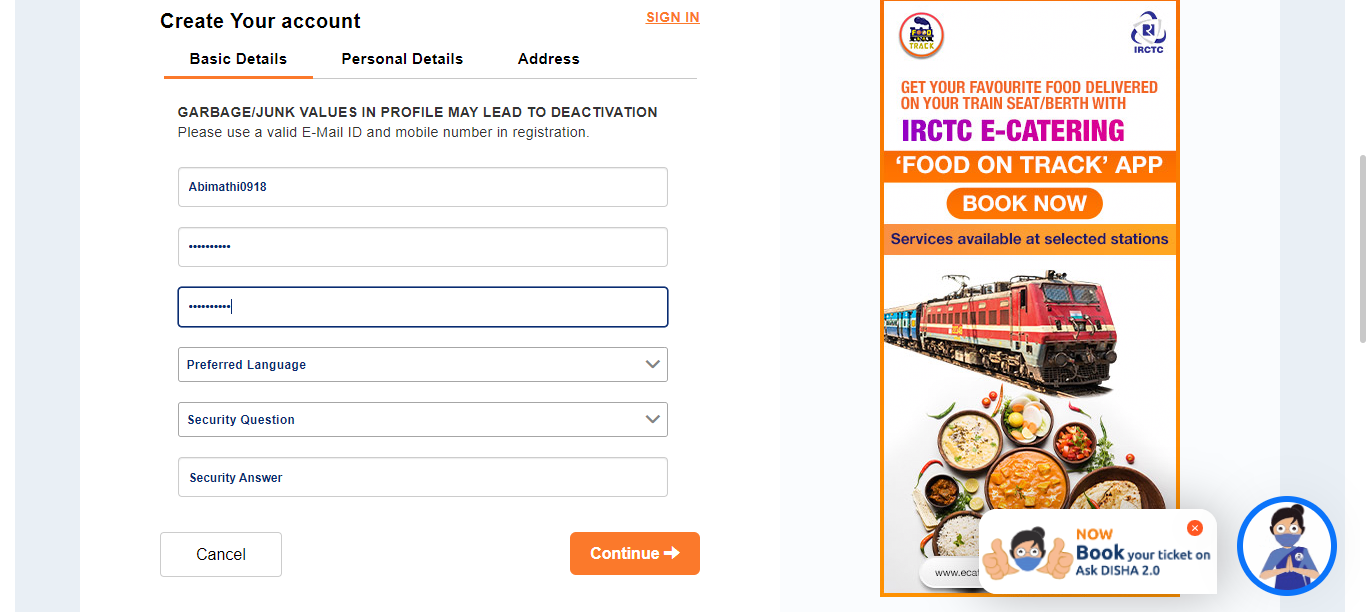 Create Your account
SIGN IN
Basic Details
Personal Details
Address
GARBAGE/JUNK VALUES IN PROFILE MAY LEAD TO DEACTIVATION
Please use a valid E-Mail ID and mobile number in registration.
Abimathi0918
••••••••••
••••••••••
Preferred Language
Security Question
Security Answer
Cancel
Continue
FOOD
ON
TRACK
IRCTC
GET YOUR FAVOURITE FOOD DELIVERED
ON YOUR TRAIN SEAT/BERTH WITH
IRCTC E-CATERING
‘FOOD ON TRACK’ APP
BOOK NOW
Services available at selected stations
NOW
Book your ticket on
Ask DISHA 2.0